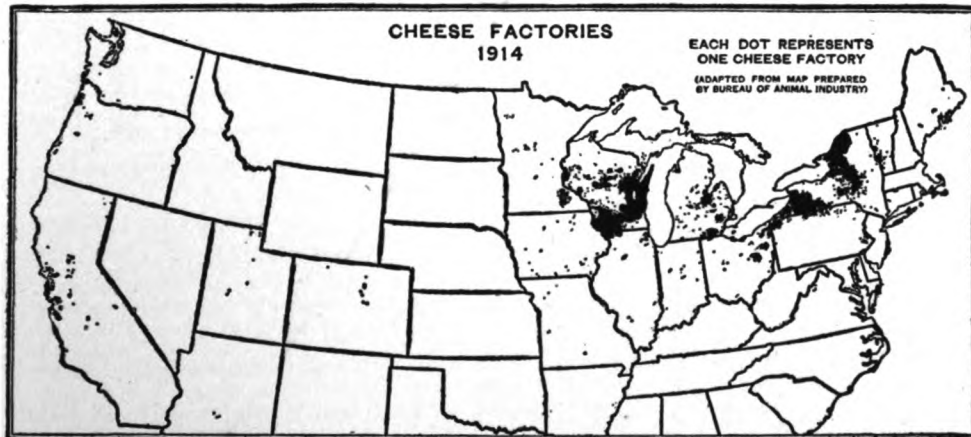 CHEESE FACTORIES
1914
EACH DOT REPRESENTS
ONE CHEESE FACTORY
(ADAPTED FROM MAP PREPARED
BY BUREAU OF ANIMAL INDUSTRY)